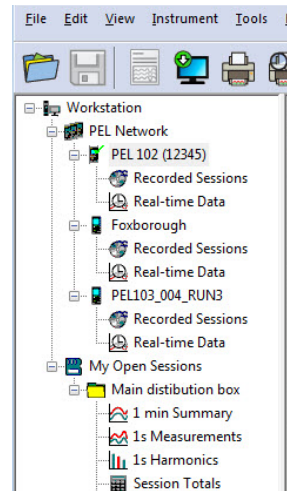 File Edit View Instrument Tools
Workstation
PEL Network
PEL 102 (12345)
Recorded Sessions
Real-time Data
Foxborough
Recorded Sessions
Real-time Data
PEL103_004_RUN3
Recorded Sessions
Real-time Data
My Open Sessions
Main distibution box
1 min Summary
1s Measurements
1s Harmonics
Session Totals